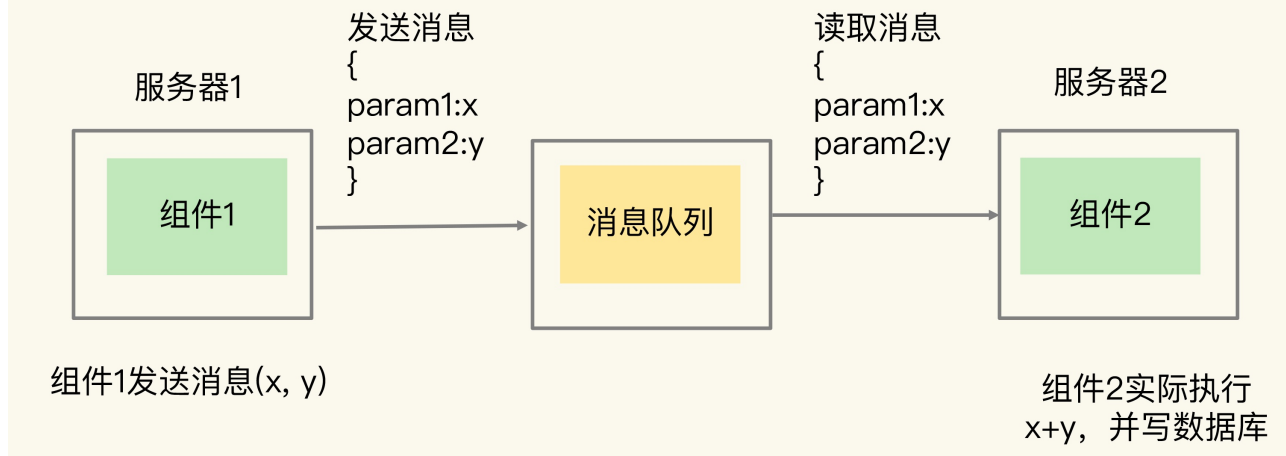 发送消息
{
param1:x
param2:y
}
读取消息
{
param1:x
param2:y
}
服务器1
服务器2
组件1
消息队列
组件2
组件1发送消息(x, y)
组件2实际执行
x+y，并写数据库